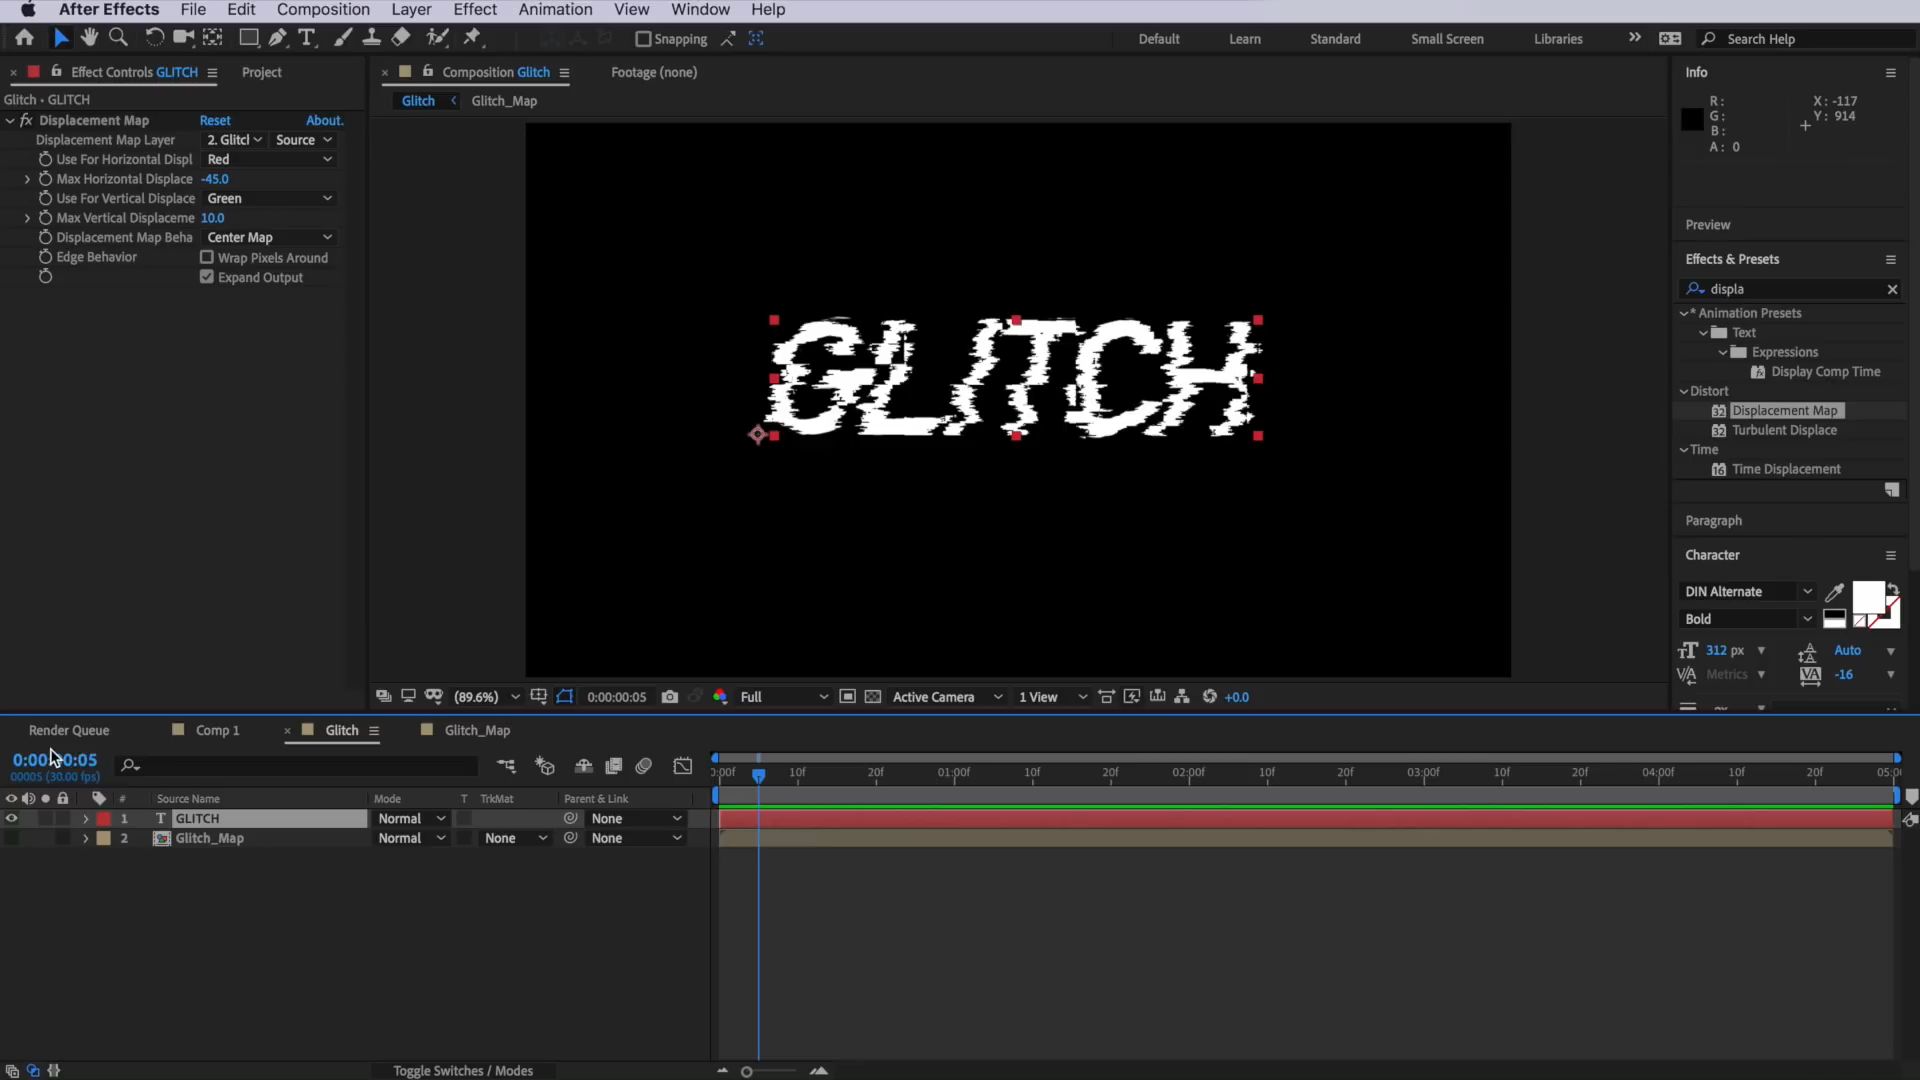 After Effects File Edit Composition Layer Effect Animation View Window Help
Snapping Default Learn Standard Small Screen Libraries Search Help
Effect Controls GLITCH Project
Composition Glitch Footage (none)
Glitch • GLITCH
Glitch Glitch_Map
fx Displacement Map Reset About.
Displacement Map Layer 2. Glitcl Source
Use For Horizontal Displ Red
Max Horizontal Displace -45.0
Use For Vertical Displace Green
Max Vertical Displaceme 10.0
Displacement Map Beha Center Map
Edge Behavior Wrap Pixels Around
Expand Output
GLITCH
(89.6%) 0:00:00:05 Full Active Camera 1 View +0.0
Info
R: X: -117
G: Y: 914
B:
A: 0
Preview
Effects & Presets
displa
* Animation Presets
Text
Expressions
Display Comp Time
Distort
32 Displacement Map
32 Turbulent Displace
Time
16 Time Displacement
Paragraph
Character
DIN Alternate
Bold
312 px Auto
Metrics -16
Render Queue Comp 1 Glitch Glitch_Map
00005 (30.00 fps)
:00f 10f 20f 01:00f 10f 20f 02:00f 10f 20f 03:00f 10f 20f 04:00f 10f 20f 05:0
# Source Name Mode T TrkMat Parent & Link
1 T GLITCH Normal None
2 Glitch_Map Normal None None
Toggle Switches / Modes